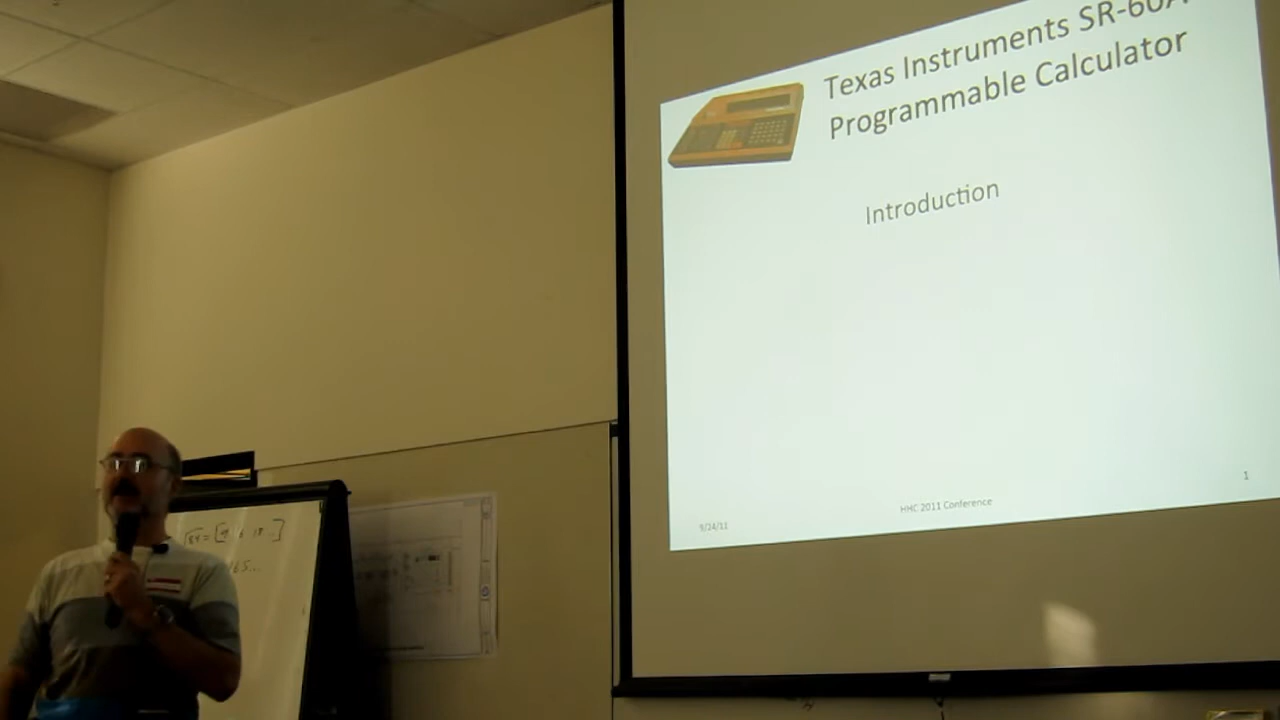 Texas Instruments SR-60A
Programmable Calculator
Introduction
1
HHC 2011 Conference
9/24/11